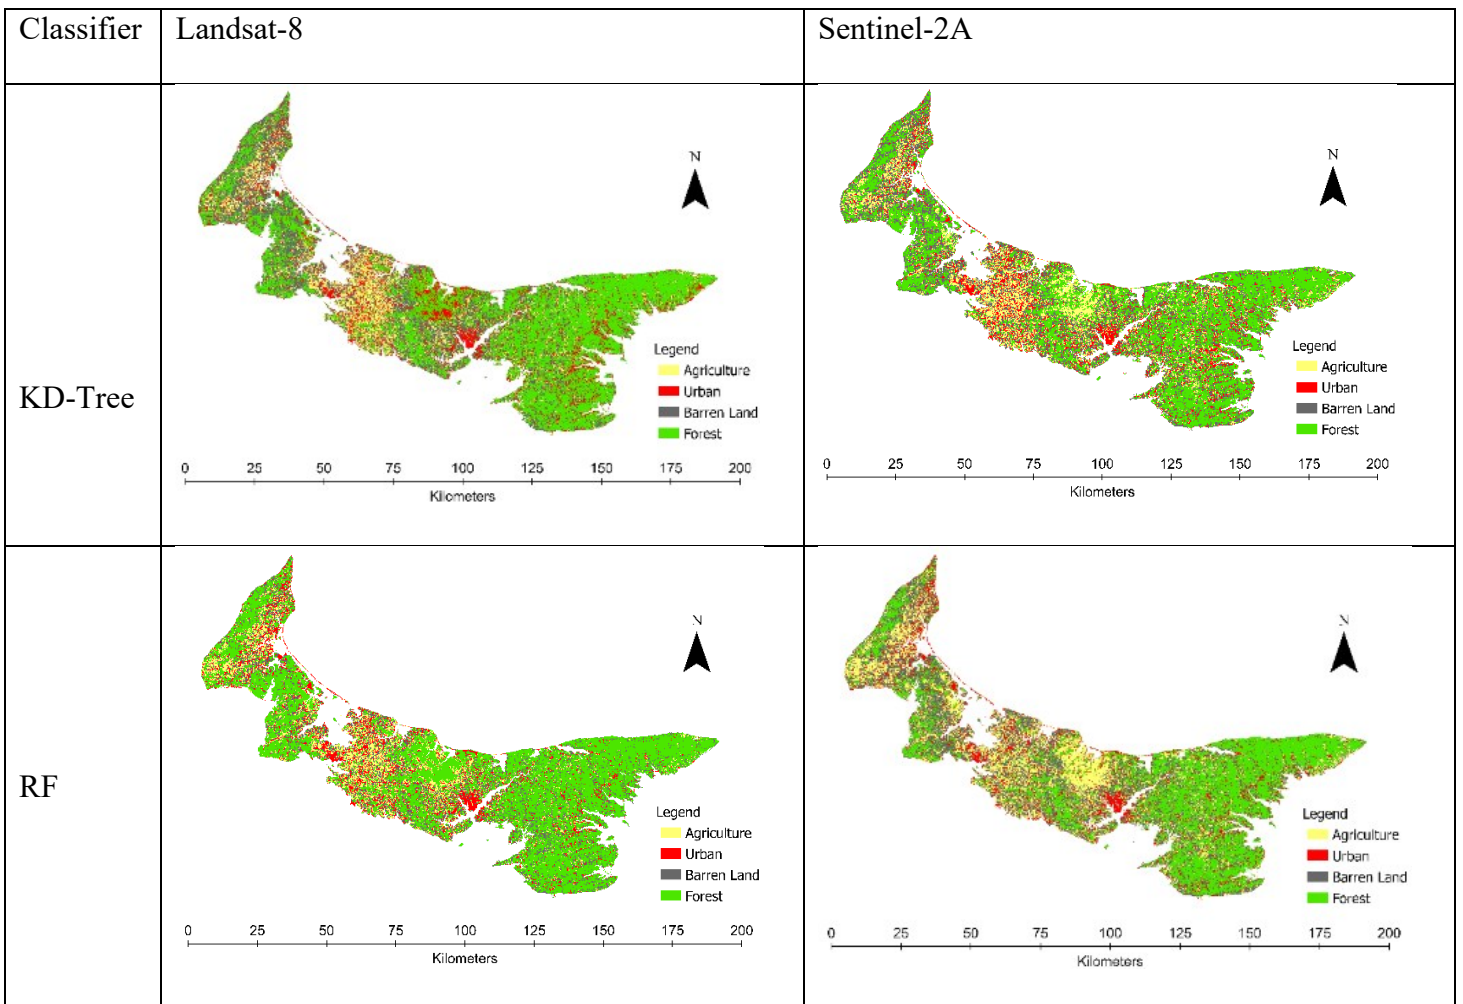 Classifier Landsat-8 Sentinel-2A
KD-Tree
N
Legend
Agriculture
Urban
Barren Land
Forest
0 25 50 75 100 125 150 175 200
Kilometers
N
Legend
Agriculture
Urban
Barren Land
Forest
0 25 50 75 100 125 150 175 200
Kilometers
RF
N
Legend
Agriculture
Urban
Barren Land
Forest
0 25 50 75 100 125 150 175 200
Kilometers
N
Legend
Agriculture
Urban
Barren Land
Forest
0 25 50 75 100 125 150 175 200
Kilometers